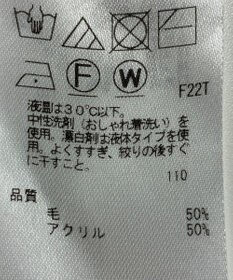 F W F22T
液温は30℃以下。
中性洗剤(おしゃれ着洗い)を
使用。漂白剤は液体タイプを使
用。よくすすぎ、絞りの後すぐ
に干すこと。
110
品質
毛 50%
アクリル 50%